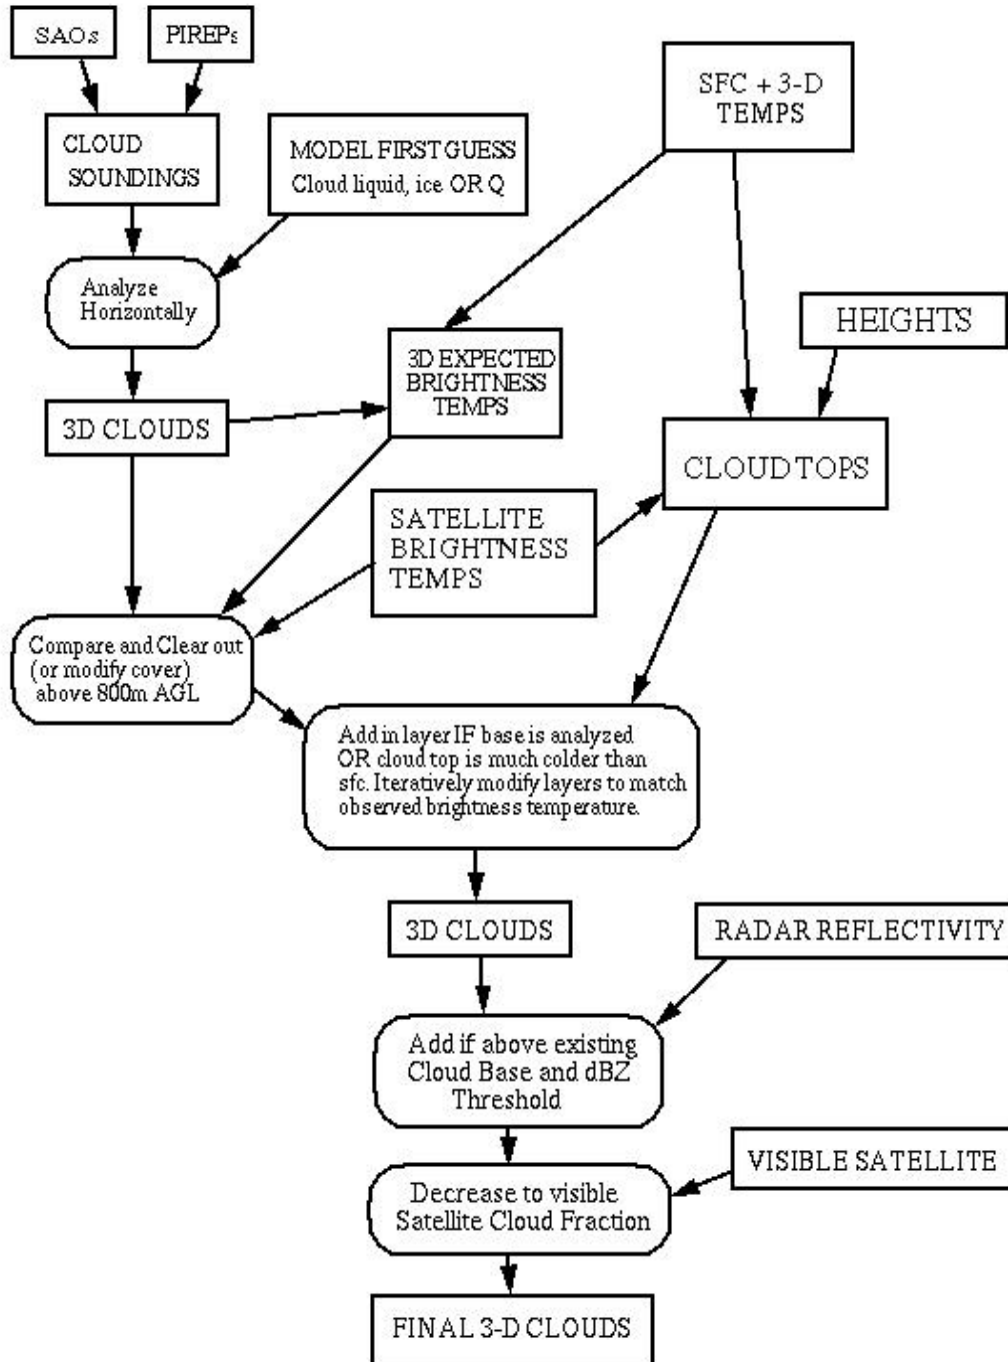 SAOs
PIREPs
SFC + 3-D
TEMPS
CLOUD
SOUNDINGS
MODEL FIRST GUESS
Cloud liquid, ice OR Q
Analyze
Horizontally
HEIGHTS
3D EXPECTED
BRIGHTNESS
TEMPS
3D CLOUDS
CLOUD TOPS
SATELLITE
BRIGHTNESS
TEMPS
Compare and Clear out
(or modify cover)
above 800m AGL
Add in layer IF base is analyzed
OR cloud top is much colder than
sfc. Iteratively modify layers to match
observed brightness temperature.
3D CLOUDS
RADAR REFLECTIVITY
Add if above existing
Cloud Base and dBZ
Threshold
VISIBLE SATELLITE
Decrease to visible
Satellite Cloud Fraction
FINAL 3-D CLOUDS